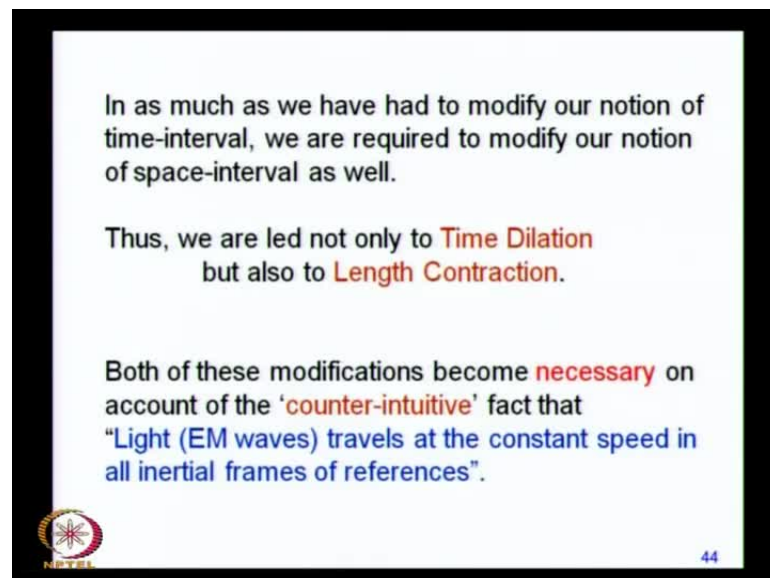 In as much as we have had to modify our notion of
time-interval, we are required to modify our notion
of space-interval as well.
Thus, we are led not only to Time Dilation
but also to Length Contraction.
Both of these modifications become necessary on
account of the ‘counter-intuitive’ fact that
“Light (EM waves) travels at the constant speed in
all inertial frames of references”.
NPTEL
44